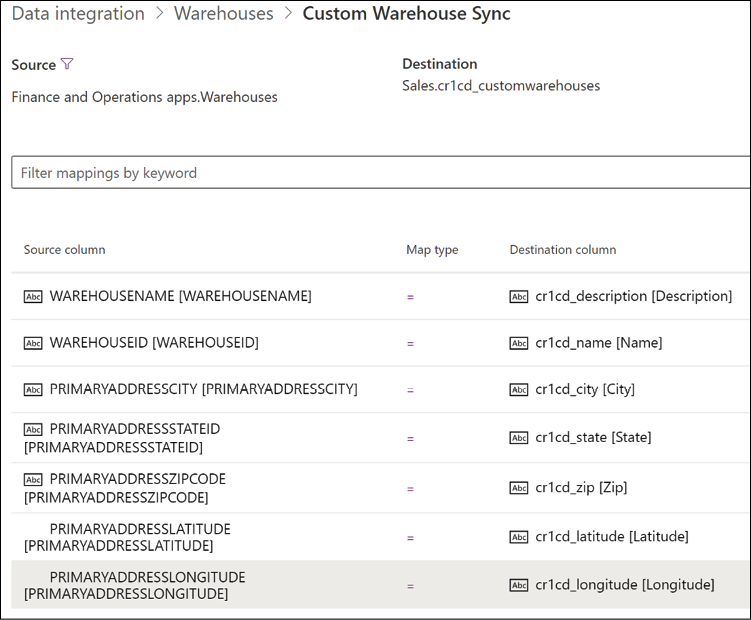 Data integration > Warehouses > Custom Warehouse Sync
Source
Destination
Sales.cr1cd_customwarehouses
Finance and Operations apps.Warehouses
Filter mappings by keyword
Source column Map type Destination column
Abc WAREHOUSENAME [WAREHOUSENAME] = Abc cr1cd_description [Description]
Abc WAREHOUSEID [WAREHOUSEID] = Abc cr1cd_name [Name]
Abc PRIMARYADDRESSCITY [PRIMARYADDRESSCITY] = Abc cr1cd_city [City]
Abc PRIMARYADDRESSSTATEID
[PRIMARYADDRESSSTATEID] = Abc cr1cd_state [State]
Abc PRIMARYADDRESSZIPCODE
[PRIMARYADDRESSZIPCODE] = Abc cr1cd_zip [Zip]
PRIMARYADDRESSLATITUDE
[PRIMARYADDRESSLATITUDE] = Abc cr1cd_latitude [Latitude]
PRIMARYADDRESSLONGITUDE
[PRIMARYADDRESSLONGITUDE] = Abc cr1cd_longitude [Longitude]